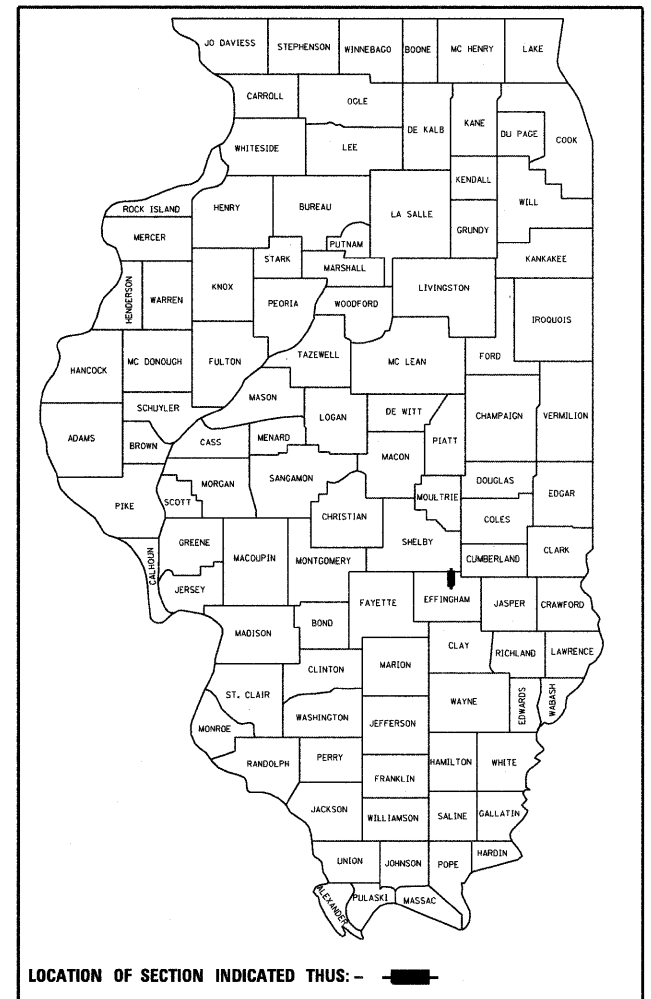 JO DAVIESS STEPHENSON WINNEBAGO BOONE MC HENRY LAKE
CARROLL OGLE DE KALB KANE DU PAGE COOK
WHITESIDE LEE
KENDALL
ROCK ISLAND HENRY BUREAU LA SALLE WILL
MERCER PUTNAM GRUNDY
STARK MARSHALL KANKAKEE
HENDERSON WARREN KNOX PEORIA WOODFORD LIVINGSTON
IROQUOIS
HANCOCK MC DONOUGH FULTON TAZEWELL MC LEAN FORD
MASON
SCHUYLER LOGAN DE WITT CHAMPAIGN VERMILION
ADAMS BROWN CASS MENARD PIATT
MACON
MORGAN SANGAMON DOUGLAS
PIKE SCOTT MOULTRIE EDGAR
CHRISTIAN COLES
GREENE SHELBY
CALHOUN MACOUPIN MONTGOMERY CUMBERLAND CLARK
JERSEY FAYETTE EFFINGHAM JASPER CRAWFORD
MADISON BOND
CLAY RICHLAND LAWRENCE
CLINTON MARION
ST. CLAIR WAYNE EDWARDS WABASH
WASHINGTON JEFFERSON
MONROE
RANDOLPH PERRY HAMILTON WHITE
FRANKLIN
JACKSON WILLIAMSON SALINE GALLATIN
UNION JOHNSON POPE HARDIN
ALEXANDER PULASKI MASSAC
LOCATION OF SECTION INDICATED THUS: –